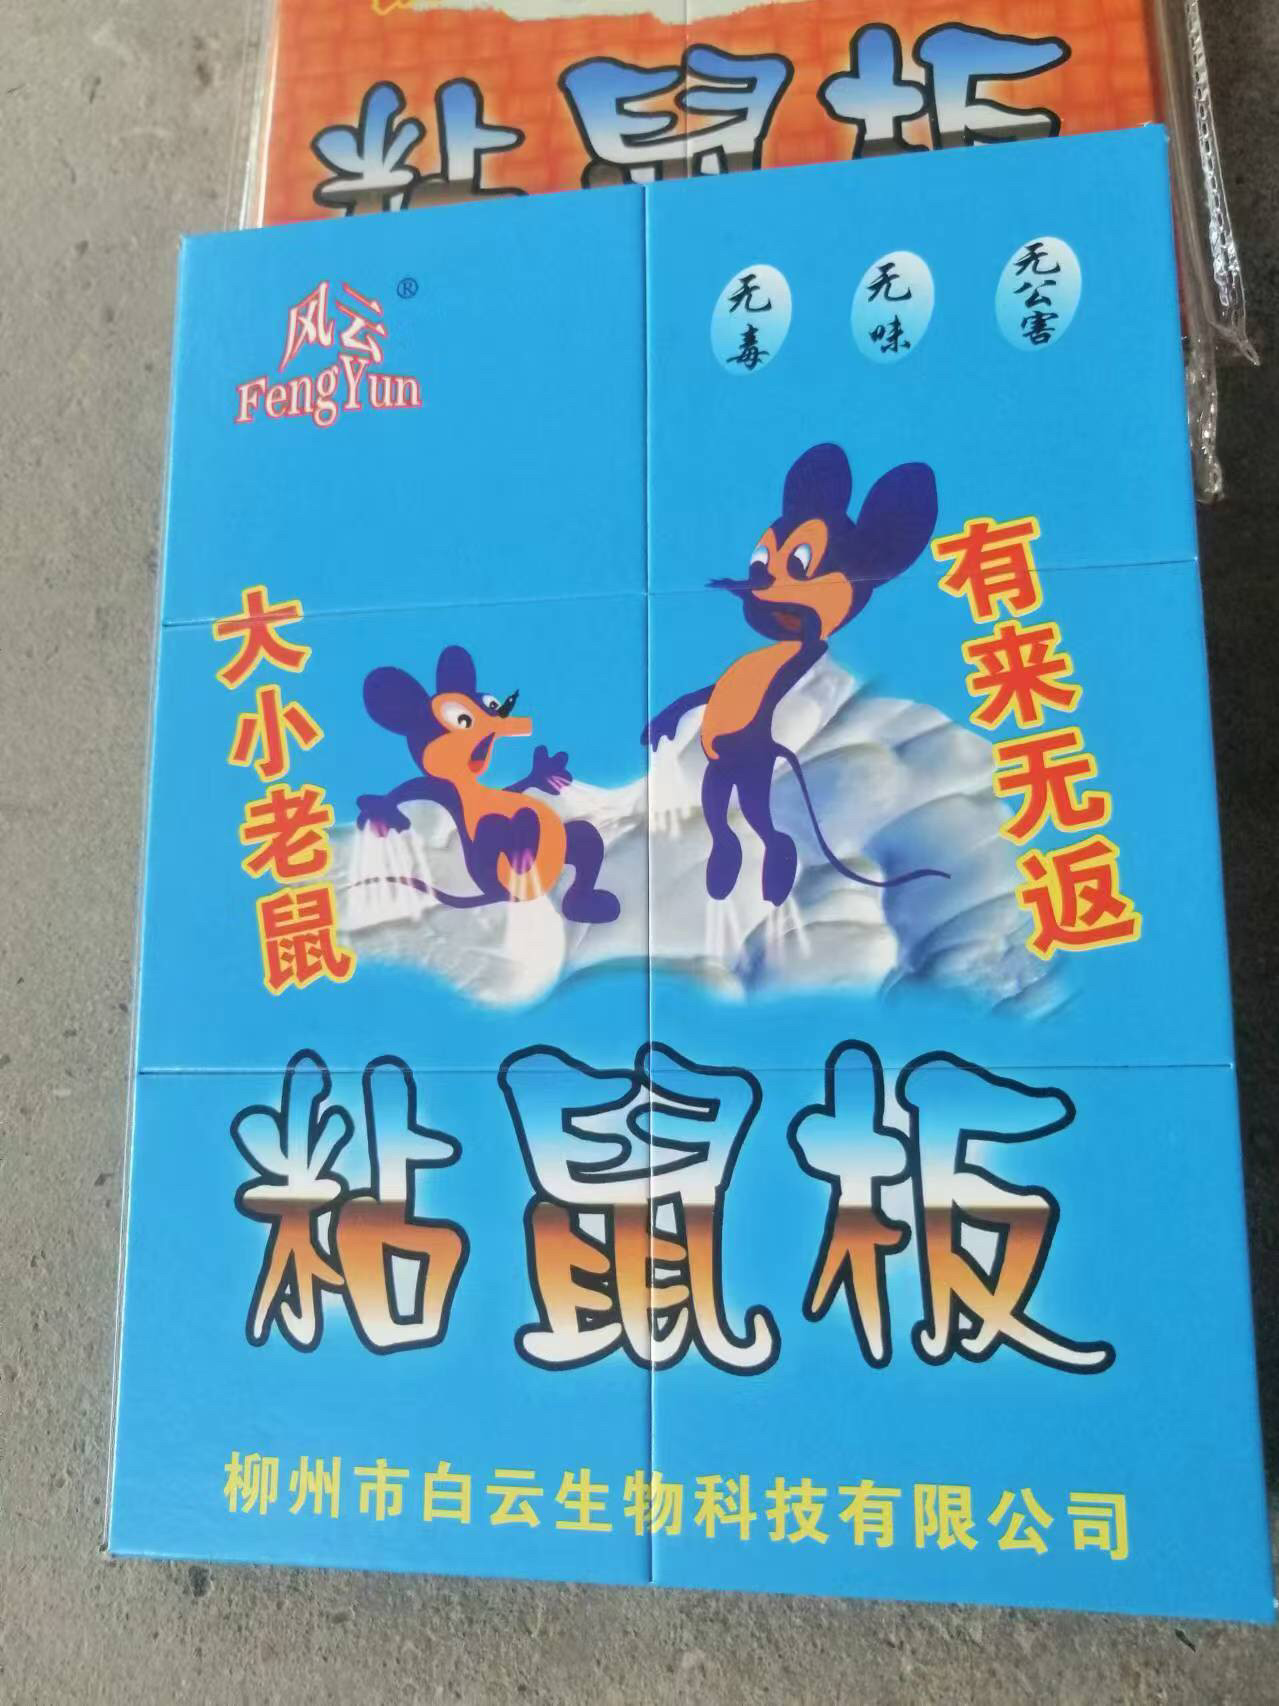 粘鼠板
风云®
FengYun
无毒
无味
无公害
大小老鼠
有来无返
粘鼠板
柳州市白云生物科技有限公司